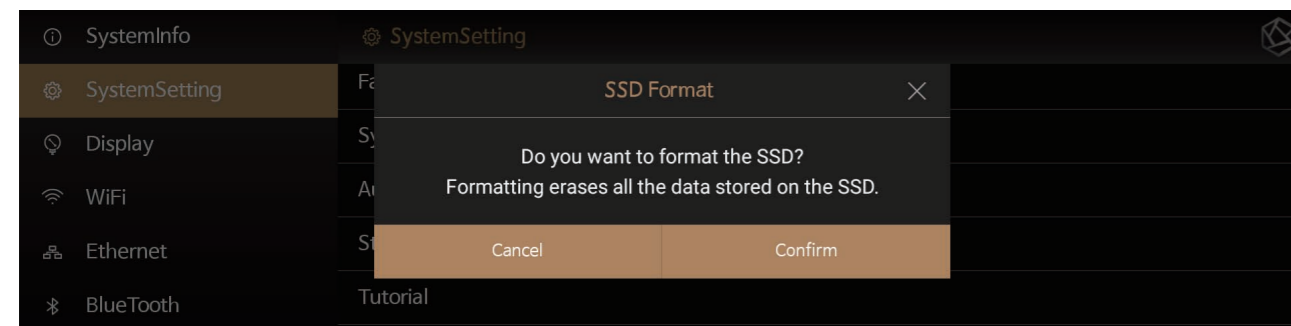 SystemInfo
SystemSetting
Display
WiFi
Ethernet
BlueTooth
SystemSetting
SSD Format
Do you want to format the SSD?
Formatting erases all the data stored on the SSD.
Cancel
Confirm
Tutorial